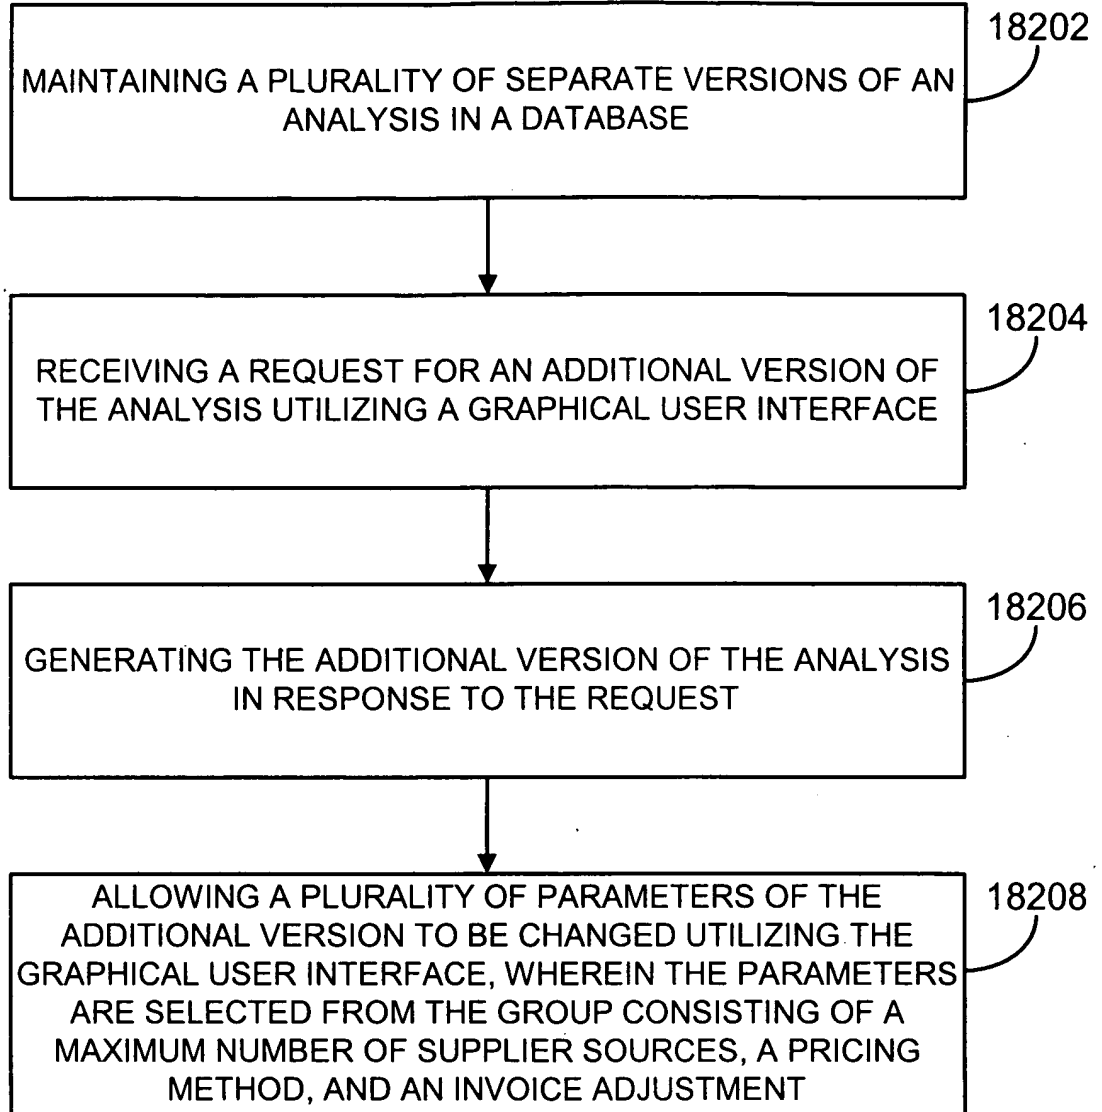 18202
MAINTAINING A PLURALITY OF SEPARATE VERSIONS OF AN
ANALYSIS IN A DATABASE
18204
RECEIVING A REQUEST FOR AN ADDITIONAL VERSION OF
THE ANALYSIS UTILIZING A GRAPHICAL USER INTERFACE
18206
GENERATING THE ADDITIONAL VERSION OF THE ANALYSIS
IN RESPONSE TO THE REQUEST
18208
ALLOWING A PLURALITY OF PARAMETERS OF THE
ADDITIONAL VERSION TO BE CHANGED UTILIZING THE
GRAPHICAL USER INTERFACE, WHEREIN THE PARAMETERS
ARE SELECTED FROM THE GROUP CONSISTING OF A
MAXIMUM NUMBER OF SUPPLIER SOURCES, A PRICING
METHOD, AND AN INVOICE ADJUSTMENT